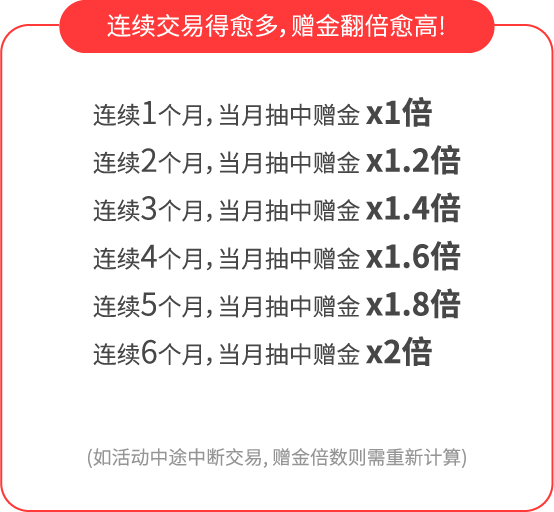 连续交易得愈多，赠金翻倍愈高!
连续1个月，当月抽中赠金 x1倍
连续2个月，当月抽中赠金 x1.2倍
连续3个月，当月抽中赠金 x1.4倍
连续4个月，当月抽中赠金 x1.6倍
连续5个月，当月抽中赠金 x1.8倍
连续6个月，当月抽中赠金 x2倍
(如活动中途中断交易, 赠金倍数则需重新计算)